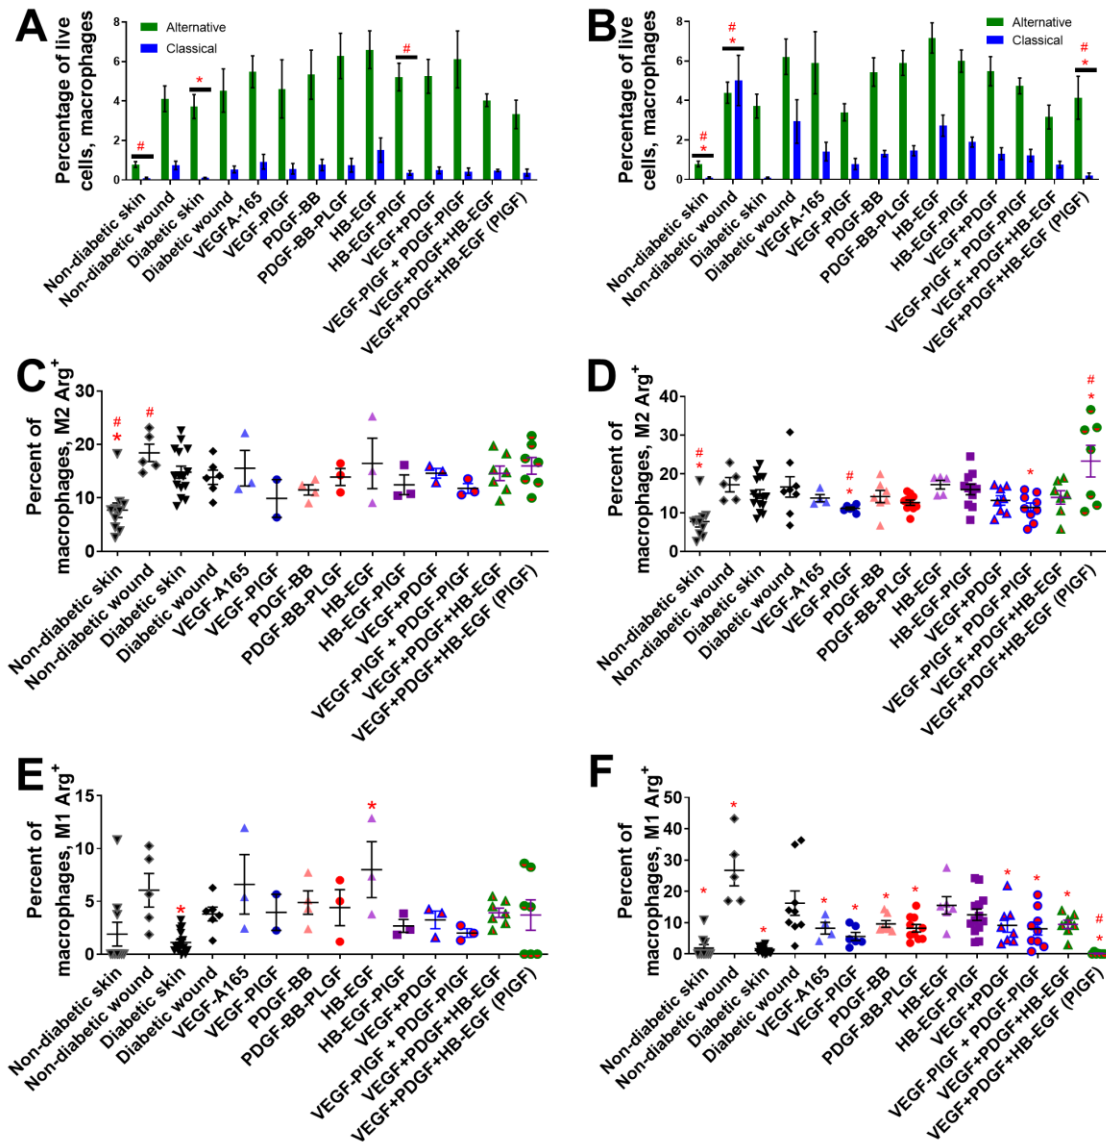 A
Percentage of live
cells, macrophages
8
6
4
2
0
Alternative
Classical
#
*
#
Non-diabetic skin
Non-diabetic wound
Diabetic skin
Diabetic wound
VEGFA-165
VEGF-PlGF
PDGF-BB
PDGF-BB-PLGF
HB-EGF
HB-EGF-PlGF
VEGF+PDGF
VEGF-PlGF + PDGF-PlGF
VEGF+PDGF+HB-EGF
VEGF+PDGF+HB-EGF (PlGF)
B
Percentage of live
cells, macrophages
8
6
4
2
0
Alternative
Classical
#
*
#
*
#
*
Non-diabetic skin
Non-diabetic wound
Diabetic skin
Diabetic wound
VEGFA-165
VEGF-PlGF
PDGF-BB
PDGF-BB-PLGF
HB-EGF
HB-EGF-PlGF
VEGF+PDGF
VEGF-PlGF + PDGF-PlGF
VEGF+PDGF+HB-EGF
VEGF+PDGF+HB-EGF (PlGF)
C
Percent of
macrophages, M2 Arg+
30
20
10
0
#
*
#
Non-diabetic skin
Non-diabetic wound
Diabetic skin
Diabetic wound
VEGF-A165
VEGF-PlGF
PDGF-BB
PDGF-BB-PLGF
HB-EGF
HB-EGF-PlGF
VEGF+PDGF
VEGF-PlGF + PDGF-PlGF
VEGF+PDGF+HB-EGF
VEGF+PDGF+HB-EGF (PlGF)
D
Percent of
macrophages, M2 Arg+
40
30
20
10
0
#
*
#
*
*
#
*
Non-diabetic skin
Non-diabetic wound
Diabetic skin
Diabetic wound
VEGF-A165
VEGF-PlGF
PDGF-BB
PDGF-BB-PLGF
HB-EGF
HB-EGF-PlGF
VEGF+PDGF
VEGF-PlGF + PDGF-PlGF
VEGF+PDGF+HB-EGF
VEGF+PDGF+HB-EGF (PlGF)
E
Percent of
macrophages, M1 Arg+
15
10
5
0
*
*
Non-diabetic skin
Non-diabetic wound
Diabetic skin
Diabetic wound
VEGF-A165
VEGF-PlGF
PDGF-BB
PDGF-BB-PLGF
HB-EGF
HB-EGF-PlGF
VEGF+PDGF
VEGF-PlGF + PDGF-PlGF
VEGF+PDGF+HB-EGF
VEGF+PDGF+HB-EGF (PlGF)
F
Percent of
macrophages, M1 Arg+
50
40
30
20
10
0
*
*
*
*
*
*
*
*
*
*
#
*
Non-diabetic skin
Non-diabetic wound
Diabetic skin
Diabetic wound
VEGF-A165
VEGF-PlGF
PDGF-BB
PDGF-BB-PLGF
HB-EGF
HB-EGF-PlGF
VEGF+PDGF
VEGF-PlGF + PDGF-PlGF
VEGF+PDGF+HB-EGF
VEGF+PDGF+HB-EGF (PlGF)